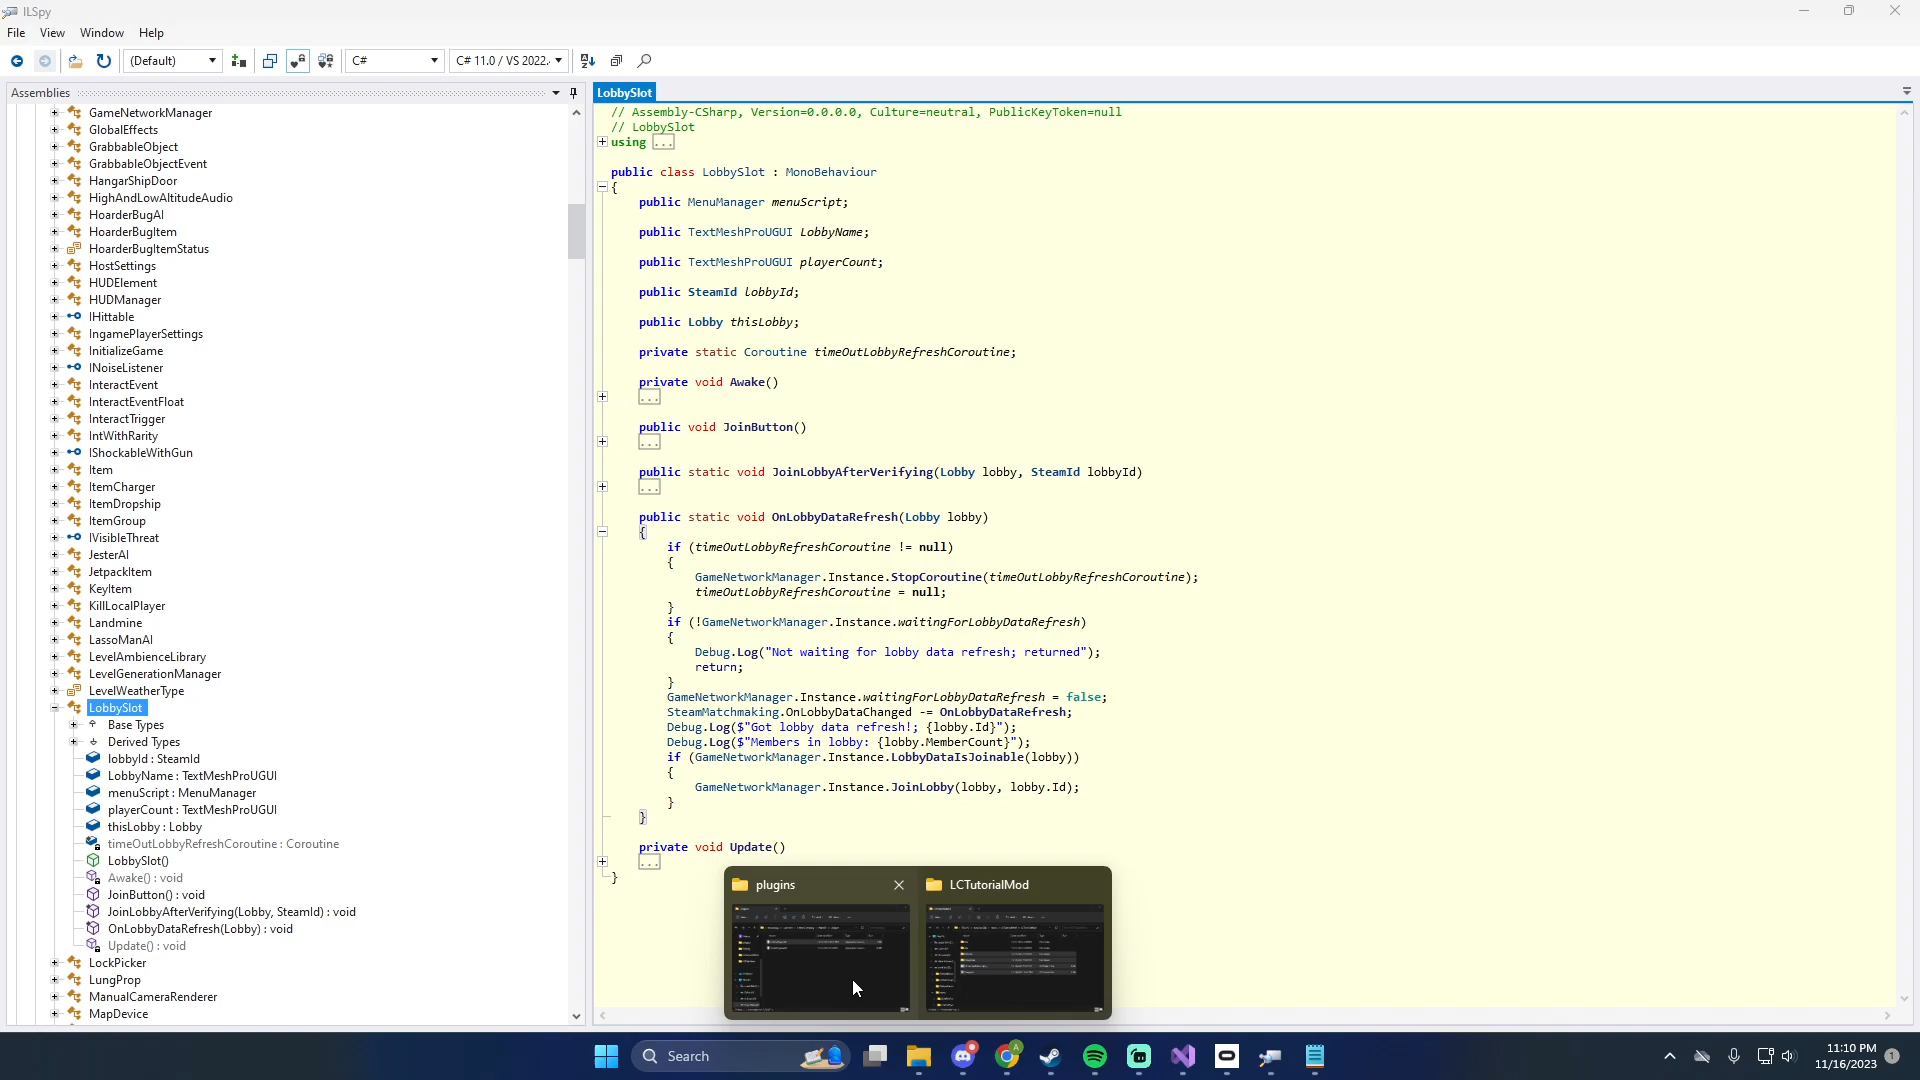 ILSpy
File View Window Help
(Default) C# C# 11.0 / VS 2022.
Assemblies
GameNetworkManager
GlobalEffects
GrabbableObject
GrabbableObjectEvent
HangarShipDoor
HighAndLowAltitudeAudio
HoarderBugAI
HoarderBugItem
HoarderBugItemStatus
HostSettings
HUDElement
HUDManager
IHittable
IngamePlayerSettings
InitializeGame
INoiseListener
InteractEvent
InteractEventFloat
InteractTrigger
IntWithRarity
IShockableWithGun
Item
ItemCharger
ItemDropship
ItemGroup
IVisibleThreat
JesterAI
JetpackItem
KeyItem
KillLocalPlayer
Landmine
LassoManAI
LevelAmbienceLibrary
LevelGenerationManager
LevelWeatherType
LobbySlot
Base Types
Derived Types
lobbyId : SteamId
LobbyName : TextMeshProUGUI
menuScript : MenuManager
playerCount : TextMeshProUGUI
thisLobby : Lobby
timeOutLobbyRefreshCoroutine : Coroutine
LobbySlot()
Awake() : void
JoinButton() : void
JoinLobbyAfterVerifying(Lobby, SteamId) : void
OnLobbyDataRefresh(Lobby) : void
Update() : void
LockPicker
LungProp
ManualCameraRenderer
MapDevice
LobbySlot
// Assembly-CSharp, Version=0.0.0.0, Culture=neutral, PublicKeyToken=null
// LobbySlot
using ...
public class LobbySlot : MonoBehaviour
{
public MenuManager menuScript;
public TextMeshProUGUI LobbyName;
public TextMeshProUGUI playerCount;
public SteamId lobbyId;
public Lobby thisLobby;
private static Coroutine timeOutLobbyRefreshCoroutine;
private void Awake()
...
public void JoinButton()
...
public static void JoinLobbyAfterVerifying(Lobby lobby, SteamId lobbyId)
...
public static void OnLobbyDataRefresh(Lobby lobby)
{
if (timeOutLobbyRefreshCoroutine != null)
{
GameNetworkManager.Instance.StopCoroutine(timeOutLobbyRefreshCoroutine);
timeOutLobbyRefreshCoroutine = null;
}
if (!GameNetworkManager.Instance.waitingForLobbyDataRefresh)
{
Debug.Log("Not waiting for lobby data refresh; returned");
return;
}
GameNetworkManager.Instance.waitingForLobbyDataRefresh = false;
SteamMatchmaking.OnLobbyDataChanged -= OnLobbyDataRefresh;
Debug.Log($"Got lobby data refresh!; {lobby.Id}");
Debug.Log($"Members in lobby: {lobby.MemberCount}");
if (GameNetworkManager.Instance.LobbyDataIsJoinable(lobby))
{
GameNetworkManager.Instance.JoinLobby(lobby, lobby.Id);
}
}
private void Update()
...
}
plugins
LCTutorialMod
Search
11:10 PM
11/16/2023
1